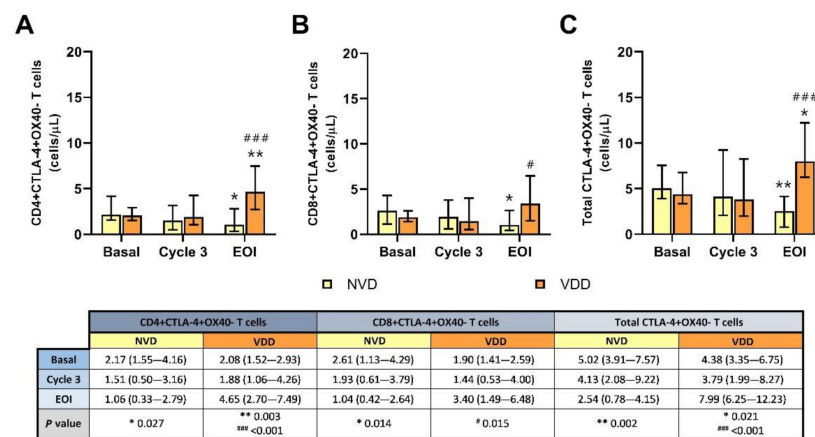 A
B
C
CD4+CTLA-4+OX40- T cells
(cells/µL)
20
15
10
5
0
###
**
*
Basal
Cycle 3
EOI
CD8+CTLA-4+OX40- T cells
(cells/µL)
20
15
10
5
0
#
*
Basal
Cycle 3
EOI
Total CTLA-4+OX40- T cells
(cells/µL)
20
15
10
5
0
###
*
**
Basal
Cycle 3
EOI
NVD
VDD
CD4+CTLA-4+OX40- T cells CD8+CTLA-4+OX40- T cells Total CTLA-4+OX40- T cells
NVD VDD NVD VDD NVD VDD
Basal 2.17 (1.55—4.16) 2.08 (1.52—2.93) 2.61 (1.13—4.29) 1.90 (1.41—2.59) 5.02 (3.91—7.57) 4.38 (3.35—6.75)
Cycle 3 1.51 (0.50—3.16) 1.88 (1.06—4.26) 1.93 (0.61—3.79) 1.44 (0.53—4.00) 4.13 (2.08—9.22) 3.79 (1.99—8.27)
EOI 1.06 (0.33—2.79) 4.65 (2.70—7.49) 1.04 (0.42—2.64) 3.40 (1.49—6.48) 2.54 (0.78—4.15) 7.99 (6.25—12.23)
P value * 0.027 ** 0.003 * 0.014 # 0.015 ** 0.002 * 0.021
### <0.001 ### <0.001